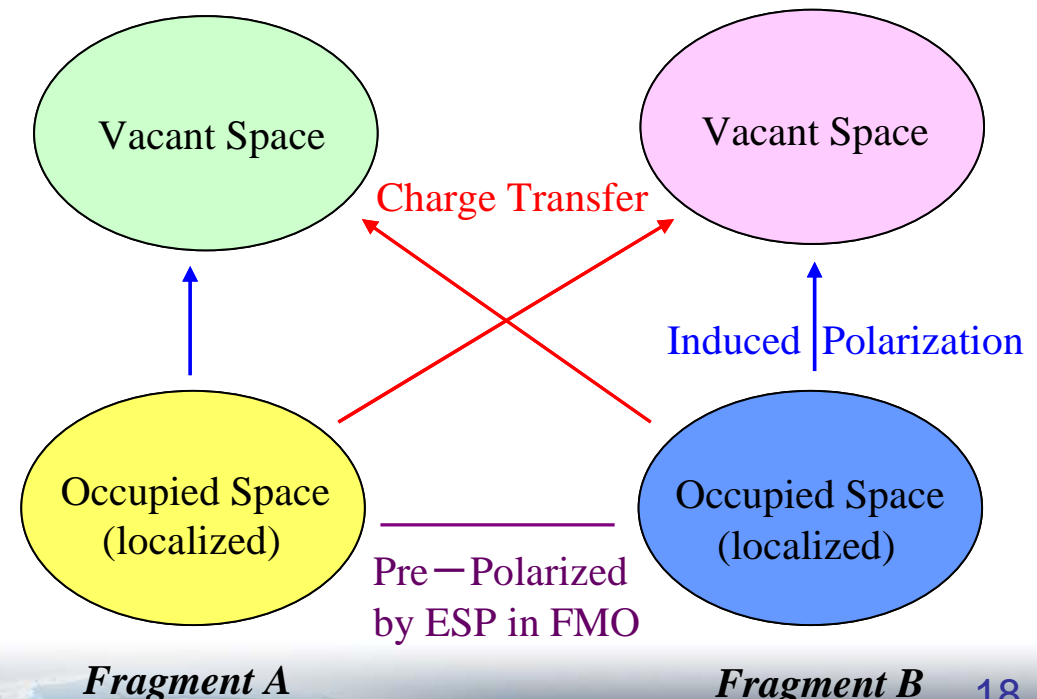 Vacant Space
Vacant Space
Charge Transfer
Induced Polarization
Occupied Space
(localized)
Occupied Space
(localized)
Pre－Polarized
by ESP in FMO
Fragment A
Fragment B
18